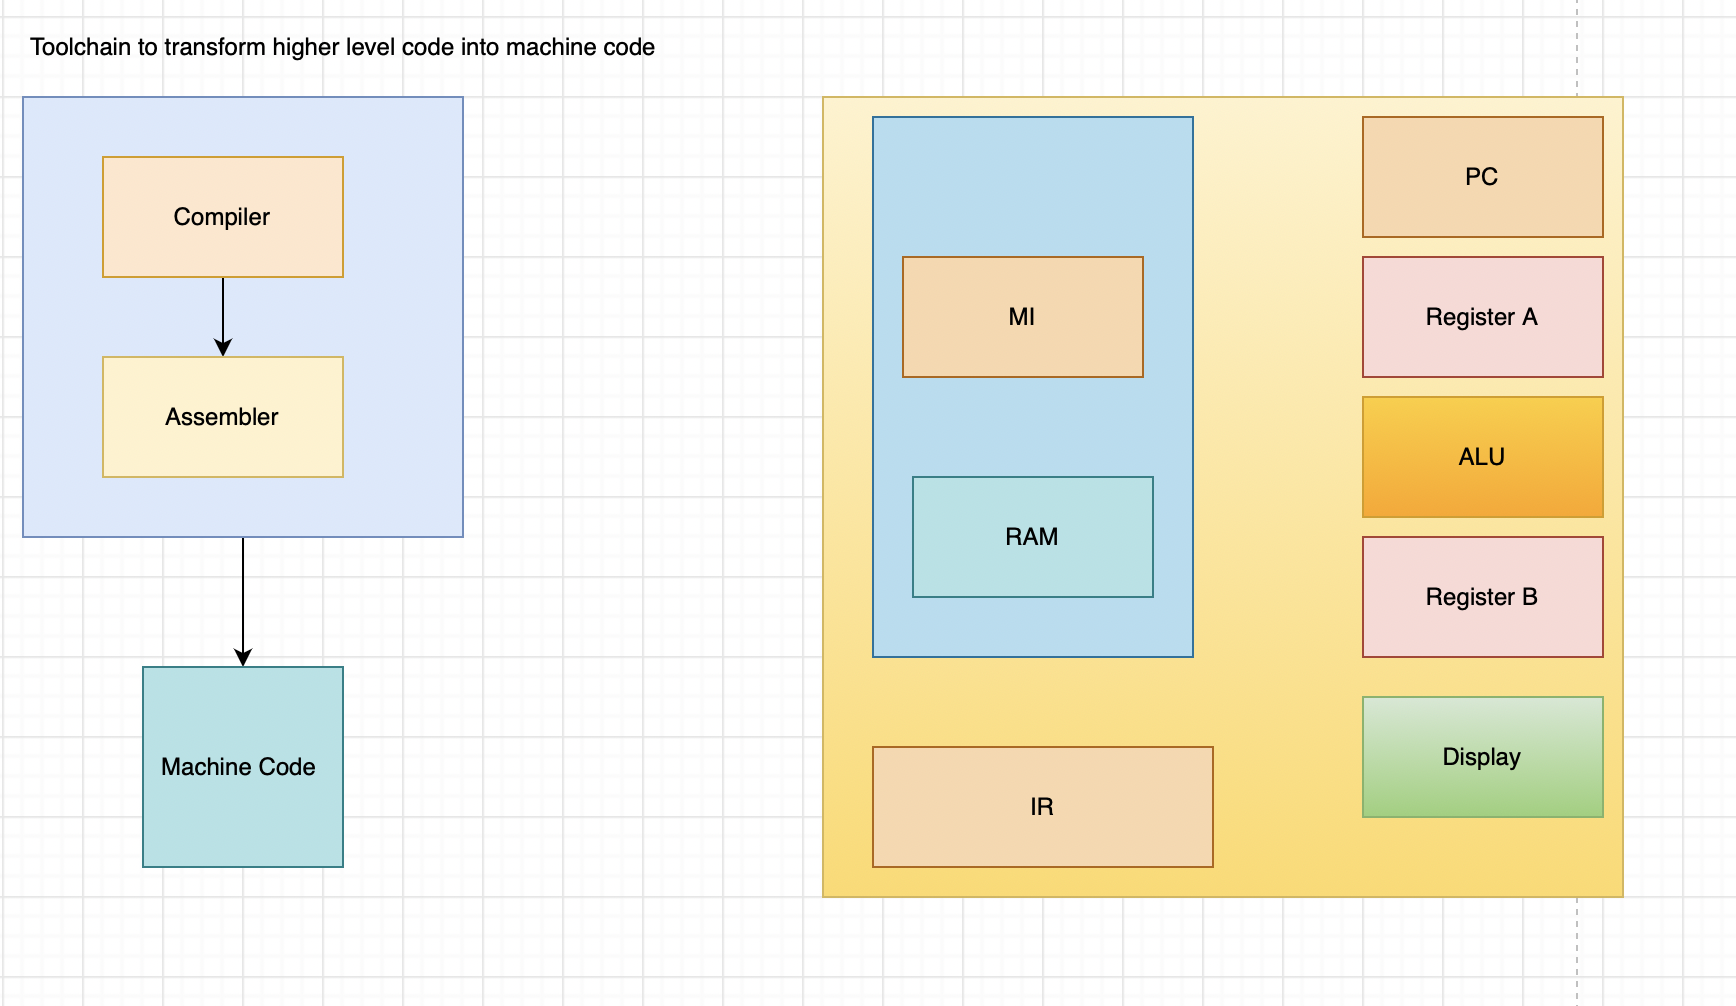 Toolchain to transform higher level code into machine code
Compiler
Assembler
Machine Code
MI
RAM
IR
PC
Register A
ALU
Register B
Display